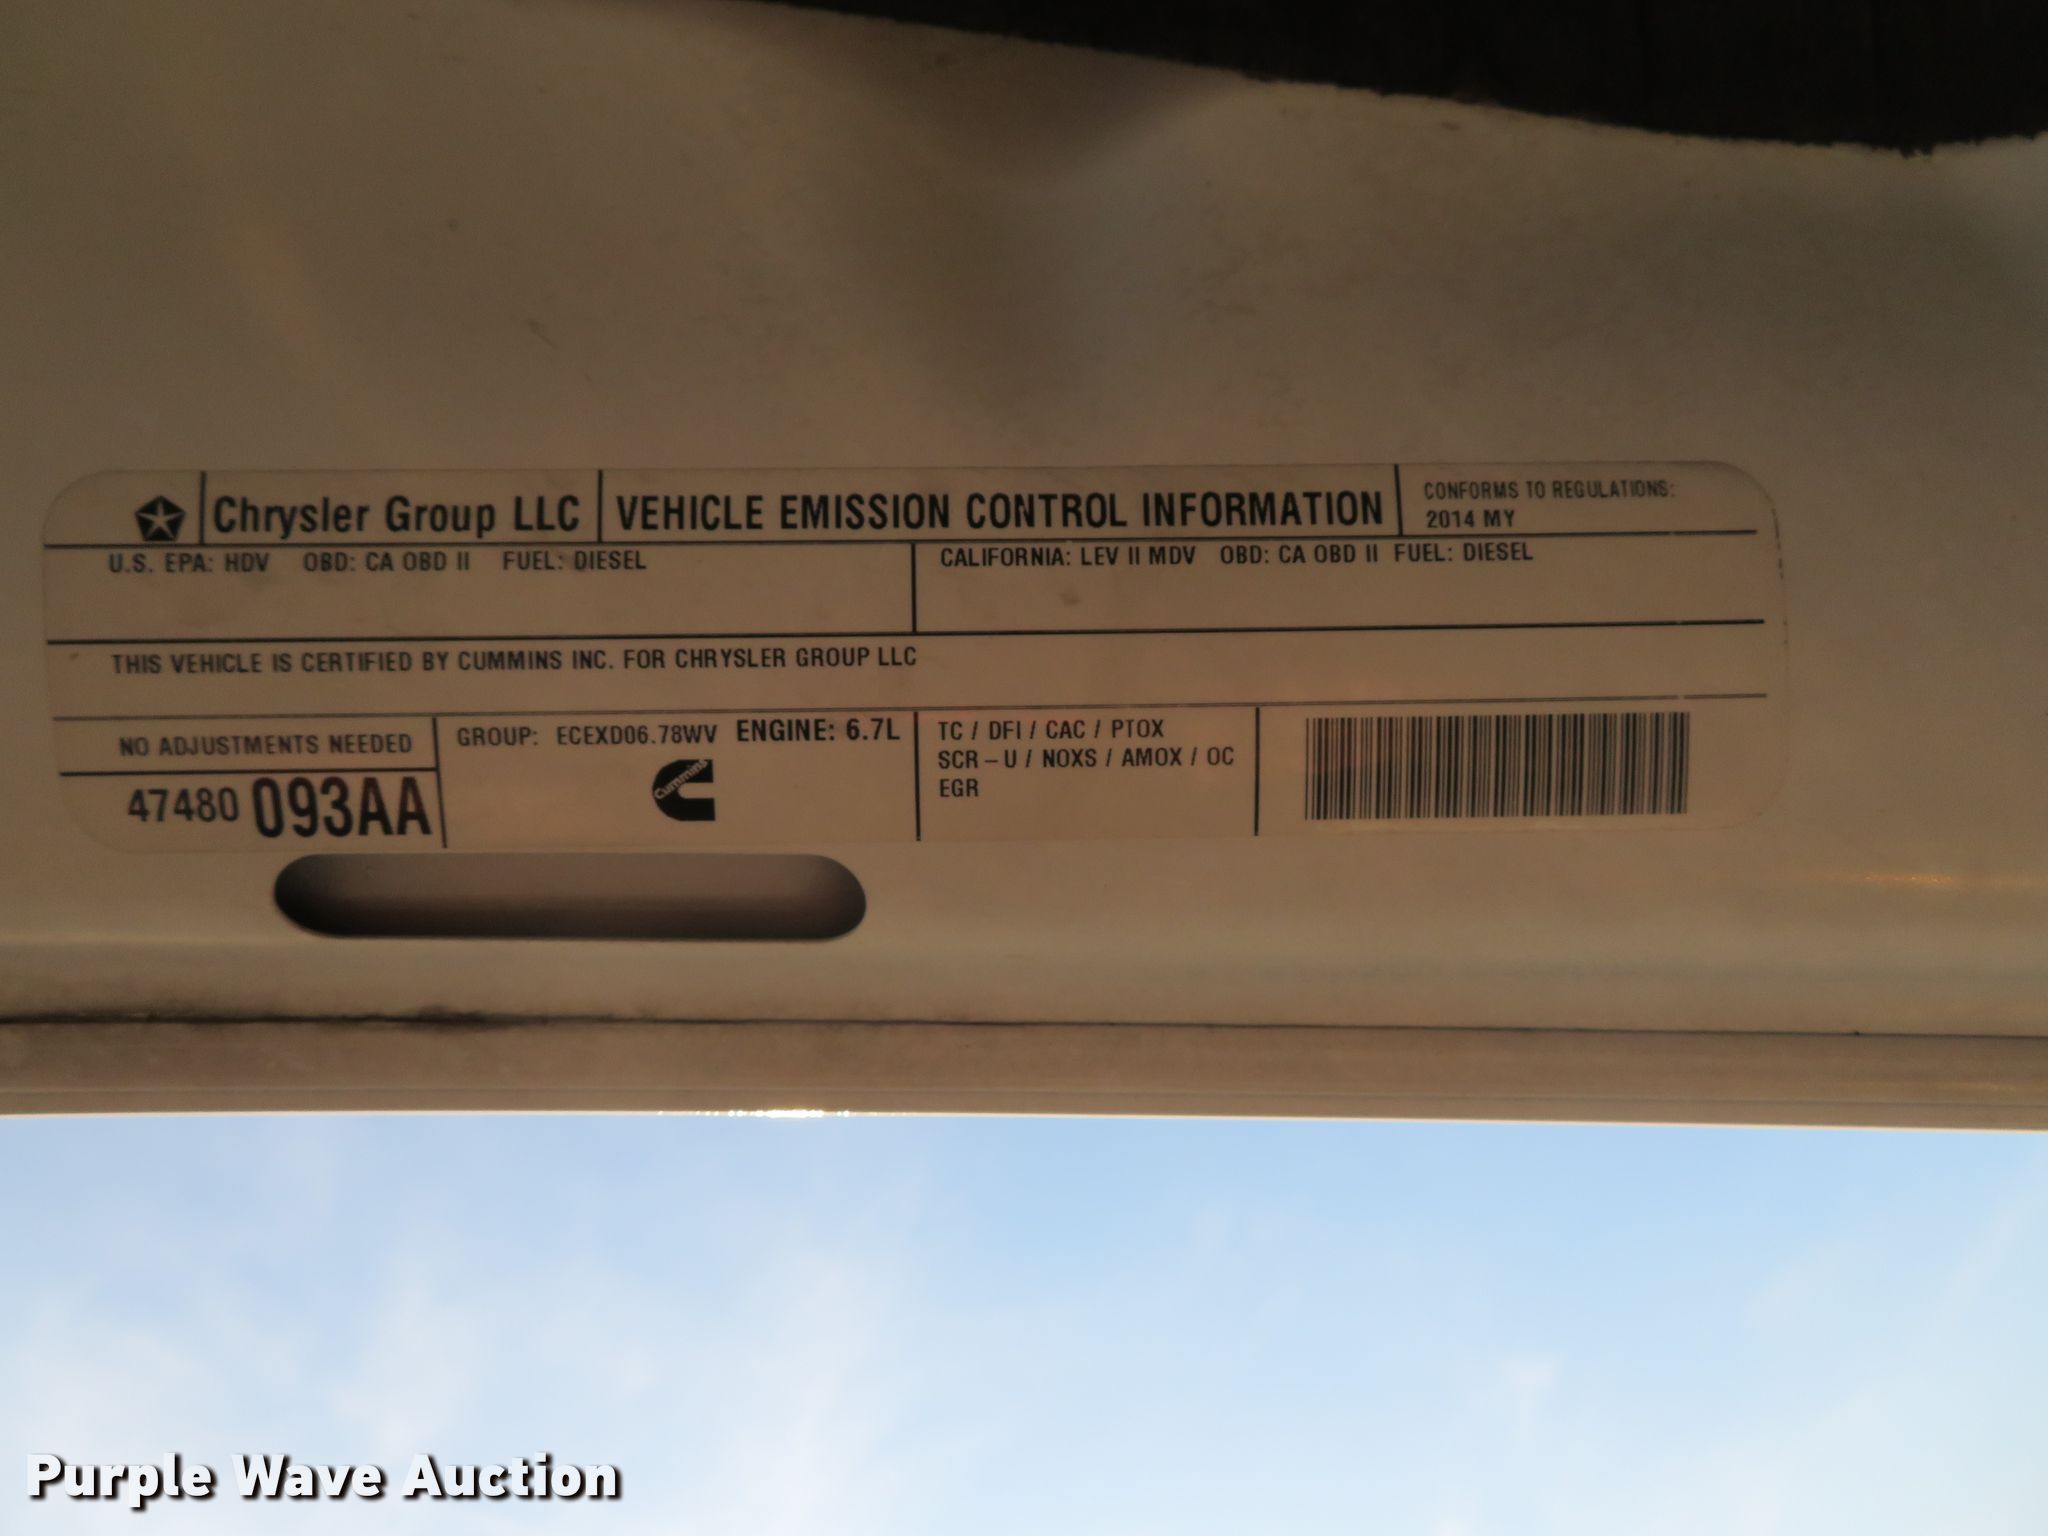 Chrysler Group LLC VEHICLE EMISSION CONTROL INFORMATION CONFORMS TO REGULATIONS:
2014 MY
U.S. EPA: HDV OBD: CA OBD II FUEL: DIESEL CALIFORNIA: LEV II MDV OBD: CA OBD II FUEL: DIESEL
THIS VEHICLE IS CERTIFIED BY CUMMINS INC. FOR CHRYSLER GROUP LLC
NO ADJUSTMENTS NEEDED
47480 093AA
GROUP: ECEXD06.78WV ENGINE: 6.7L
Cummins
TC / DFI / CAC / PTOX
SCR – U / NOXS / AMOX / OC
EGR
Purple Wave Auction